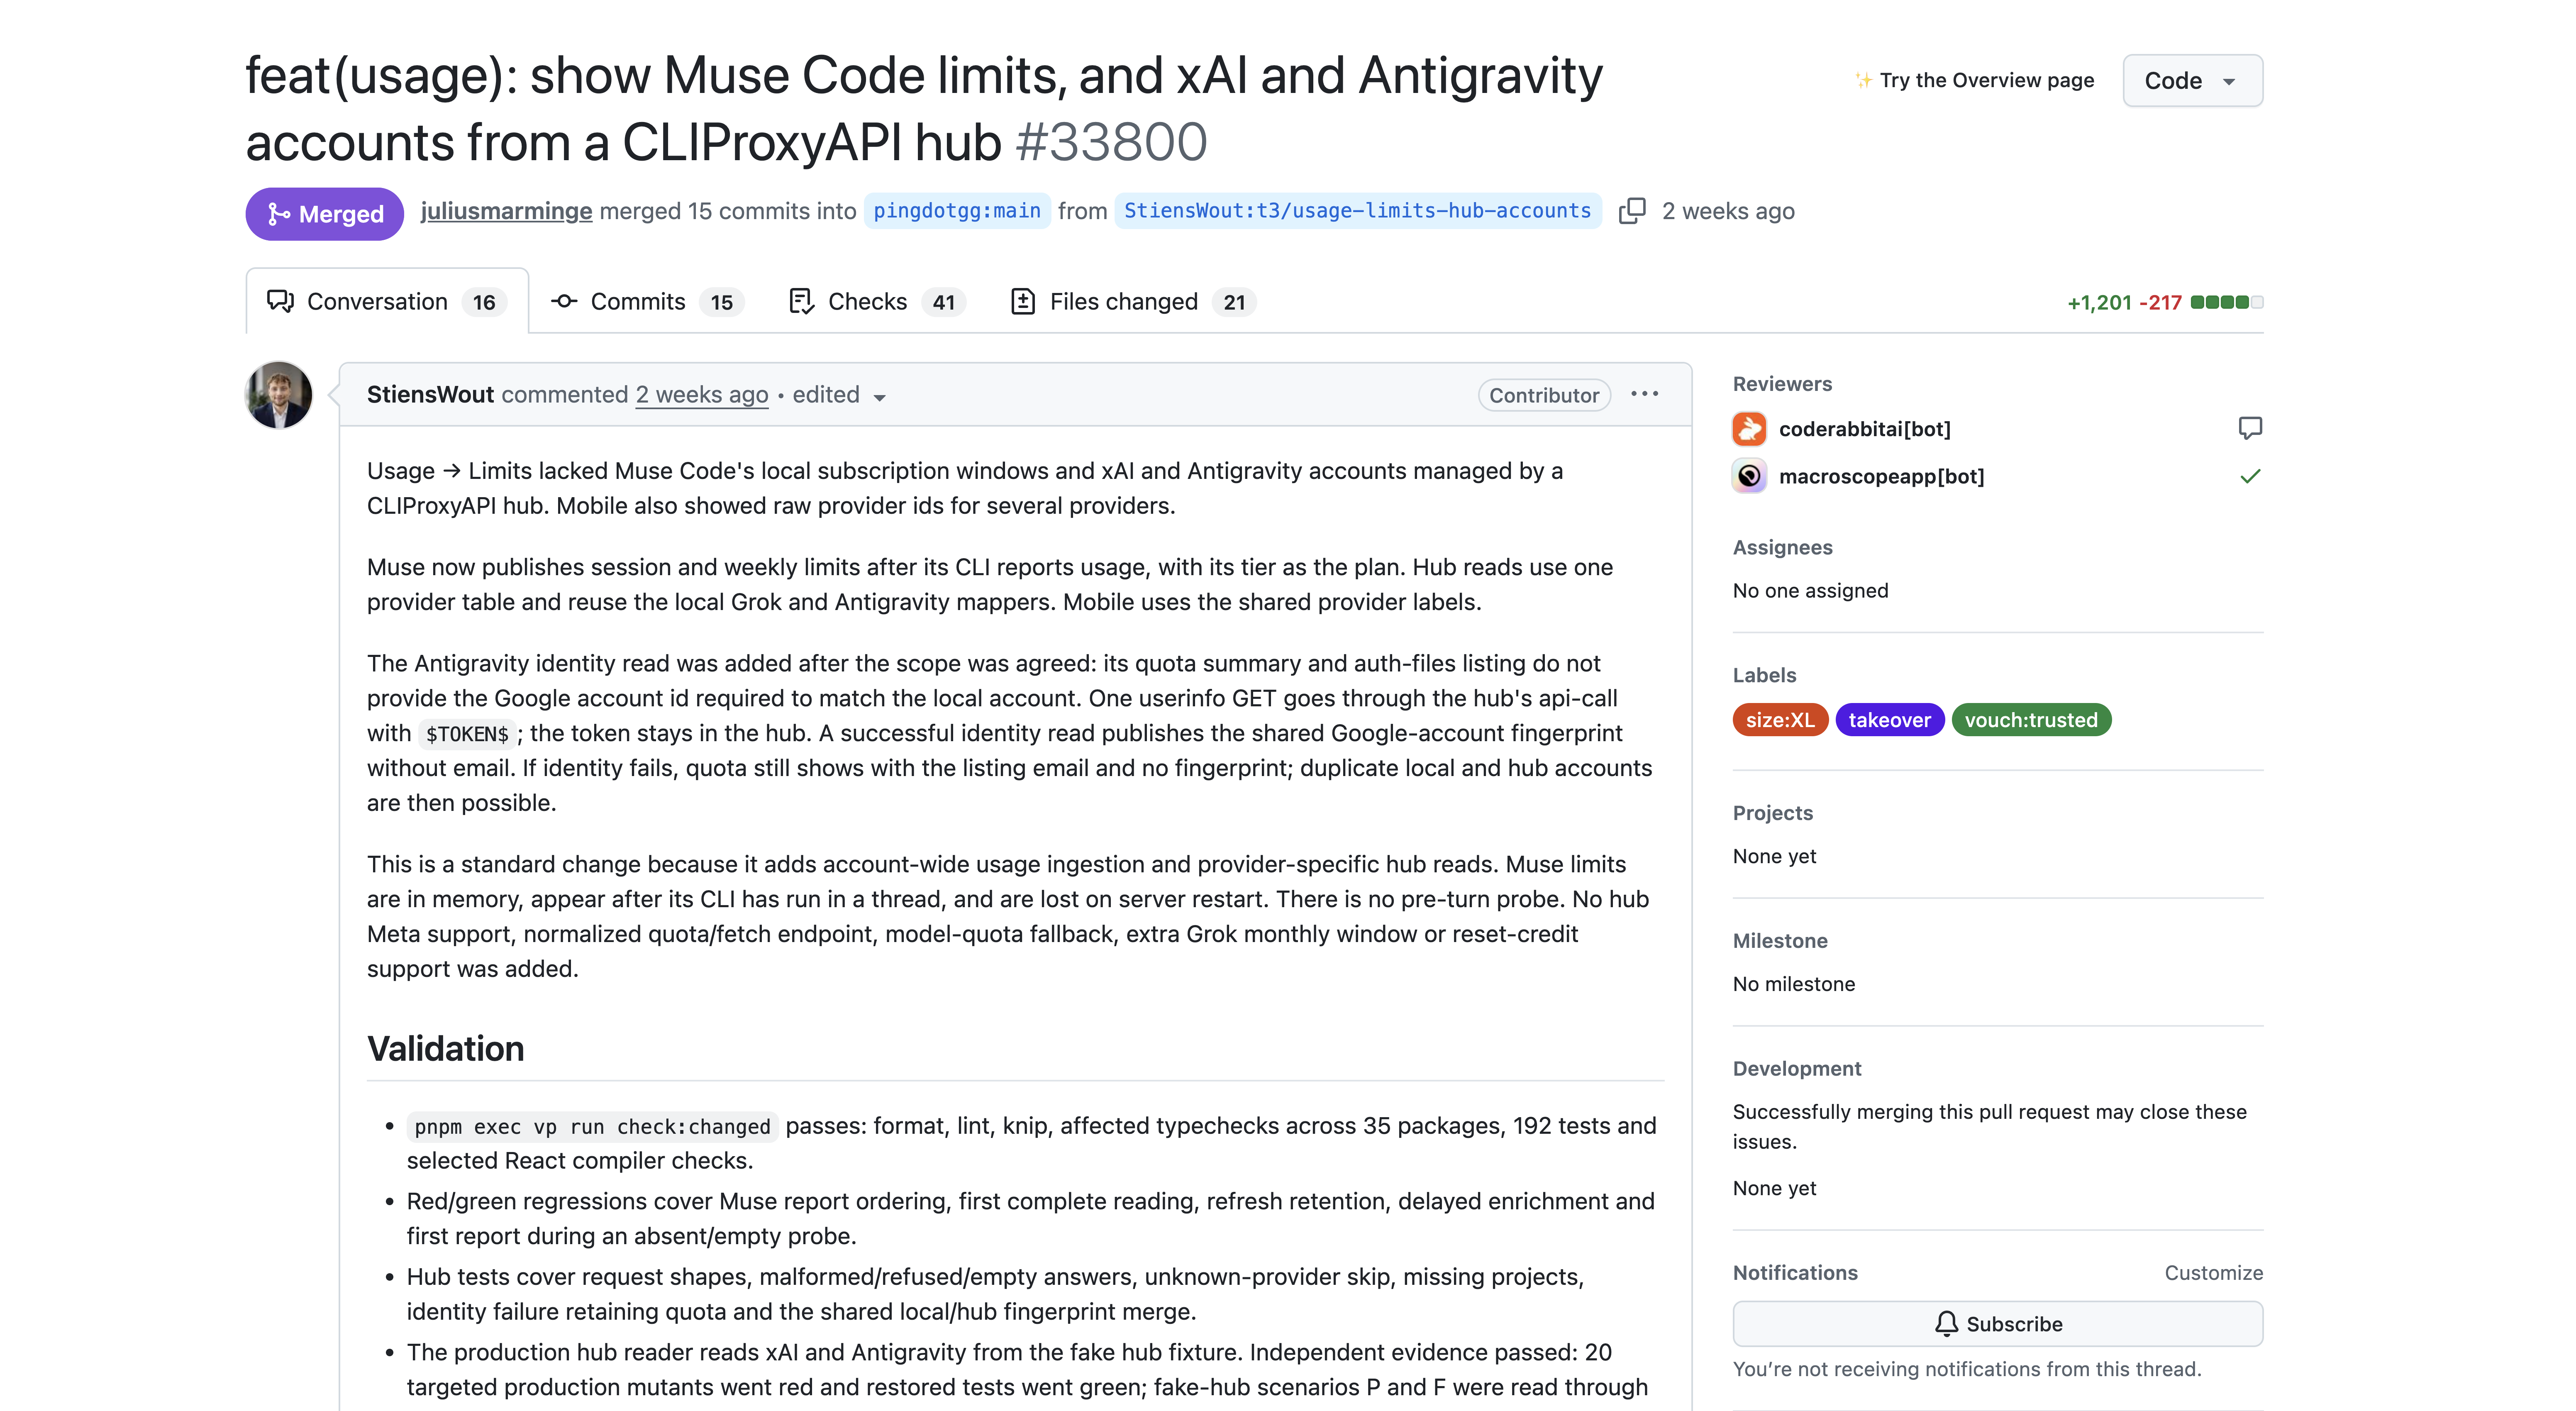 feat(usage): show Muse Code limits, and xAI and Antigravity
accounts from a CLIProxyAPI hub #33800
Try the Overview page
Code
Merged
juliusmarminge merged 15 commits into pingdotgg:main from StiensWout:t3/usage-limits-hub-accounts 2 weeks ago
Conversation 16
Commits 15
Checks 41
Files changed 21
+1,201 -217
StiensWout commented 2 weeks ago • edited
Contributor
Usage → Limits lacked Muse Code's local subscription windows and xAI and Antigravity accounts managed by a
CLIProxyAPI hub. Mobile also showed raw provider ids for several providers.
Muse now publishes session and weekly limits after its CLI reports usage, with its tier as the plan. Hub reads use one
provider table and reuse the local Grok and Antigravity mappers. Mobile uses the shared provider labels.
The Antigravity identity read was added after the scope was agreed: its quota summary and auth-files listing do not
provide the Google account id required to match the local account. One userinfo GET goes through the hub's api-call
with $TOKEN$; the token stays in the hub. A successful identity read publishes the shared Google-account fingerprint
without email. If identity fails, quota still shows with the listing email and no fingerprint; duplicate local and hub accounts
are then possible.
This is a standard change because it adds account-wide usage ingestion and provider-specific hub reads. Muse limits
are in memory, appear after its CLI has run in a thread, and are lost on server restart. There is no pre-turn probe. No hub
Meta support, normalized quota/fetch endpoint, model-quota fallback, extra Grok monthly window or reset-credit
support was added.
Validation
• pnpm exec vp run check:changed passes: format, lint, knip, affected typechecks across 35 packages, 192 tests and
selected React compiler checks.
• Red/green regressions cover Muse report ordering, first complete reading, refresh retention, delayed enrichment and
first report during an absent/empty probe.
• Hub tests cover request shapes, malformed/refused/empty answers, unknown-provider skip, missing projects,
identity failure retaining quota and the shared local/hub fingerprint merge.
• The production hub reader reads xAI and Antigravity from the fake hub fixture. Independent evidence passed: 20
targeted production mutants went red and restored tests went green; fake-hub scenarios P and F were read through
Reviewers
coderabbitai[bot]
macroscopeapp[bot]
Assignees
No one assigned
Labels
size:XL takeover vouch:trusted
Projects
None yet
Milestone
No milestone
Development
Successfully merging this pull request may close these
issues.
None yet
Notifications
Customize
Subscribe
You're not receiving notifications from this thread.